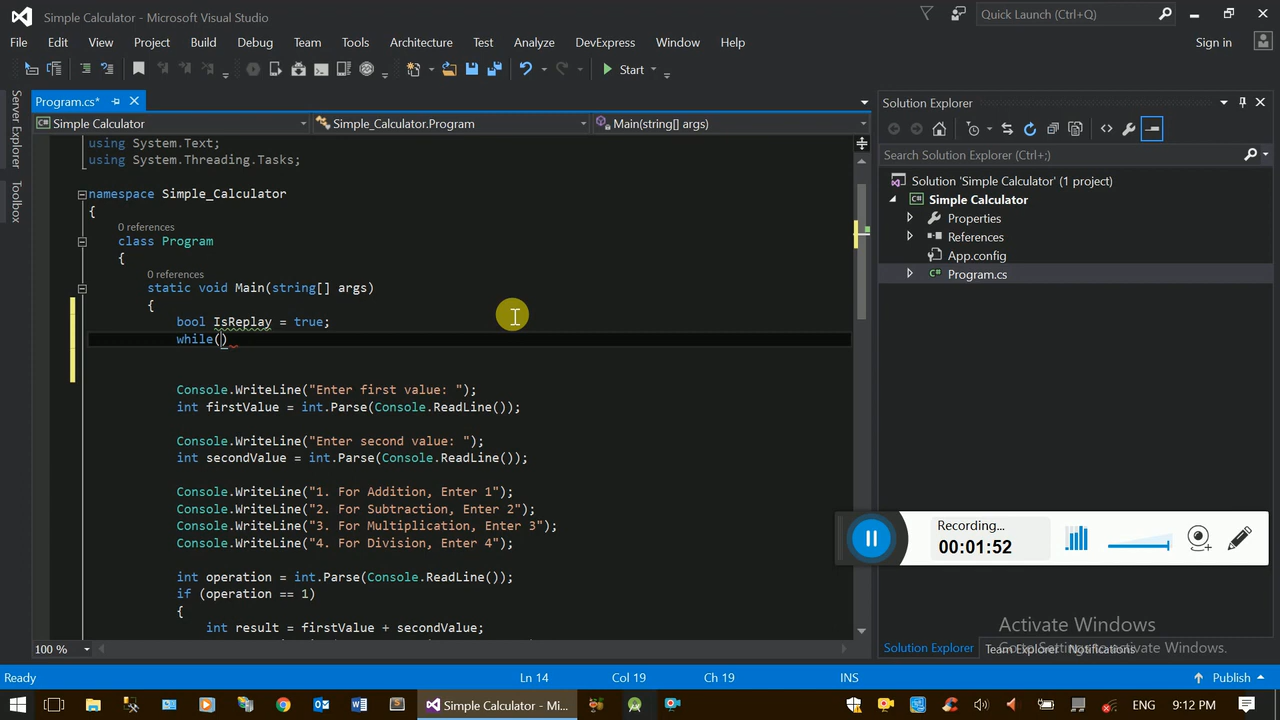 Simple Calculator - Microsoft Visual Studio
Quick Launch (Ctrl+Q)
File Edit View Project Build Debug Team Tools Architecture Test Analyze DevExpress Window Help
Sign in
Start
Server Explorer
Toolbox
Program.cs*
Simple Calculator
Simple_Calculator.Program
Main(string[] args)
using System.Text;
using System.Threading.Tasks;
namespace Simple_Calculator
{
0 references
class Program
{
0 references
static void Main(string[] args)
{
bool IsReplay = true;
while()
Console.WriteLine("Enter first value: ");
int firstValue = int.Parse(Console.ReadLine());
Console.WriteLine("Enter second value: ");
int secondValue = int.Parse(Console.ReadLine());
Console.WriteLine("1. For Addition, Enter 1");
Console.WriteLine("2. For Subtraction, Enter 2");
Console.WriteLine("3. For Multiplication, Enter 3");
Console.WriteLine("4. For Division, Enter 4");
int operation = int.Parse(Console.ReadLine());
if (operation == 1)
{
int result = firstValue + secondValue;
100 %
Solution Explorer
Search Solution Explorer (Ctrl+;)
Solution 'Simple Calculator' (1 project)
Simple Calculator
Properties
References
App.config
Program.cs
Recording...
00:01:52
Activate Windows
Go to Settings to activate Windows.
Solution Explorer Team Explorer Notifications
Ready
Ln 14
Col 19
Ch 19
INS
Publish
Simple Calculator - Mi...
ENG
9:12 PM